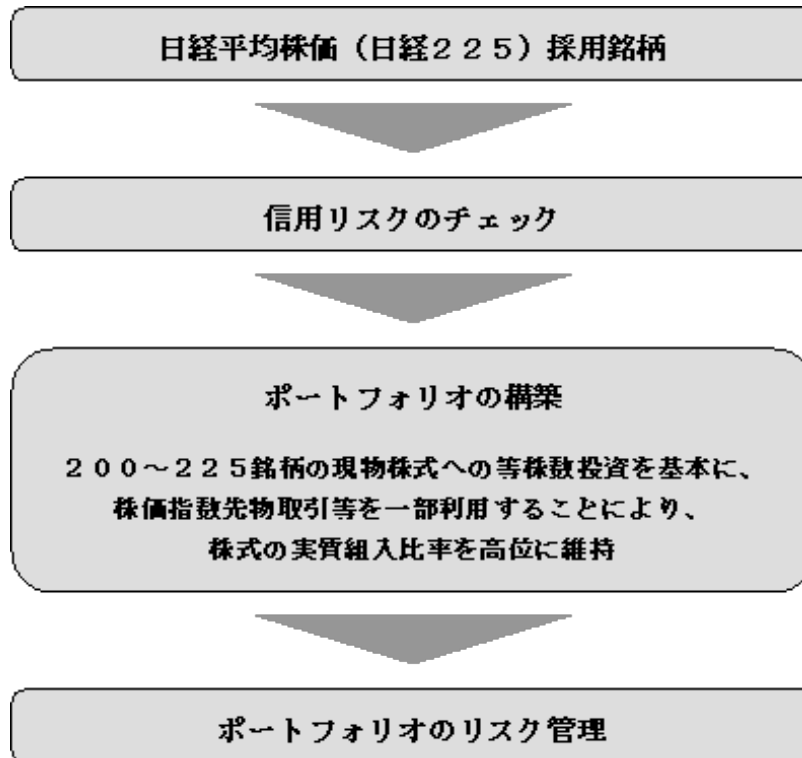 日経平均株価（日経２２５）採用銘柄
信用リスクのチェック
ポートフォリオの構築
２００～２２５銘柄の現物株式への等株数投資を基本に、
株価指数先物取引等を一部利用することにより、
株式の実質組入比率を高位に維持
ポートフォリオのリスク管理